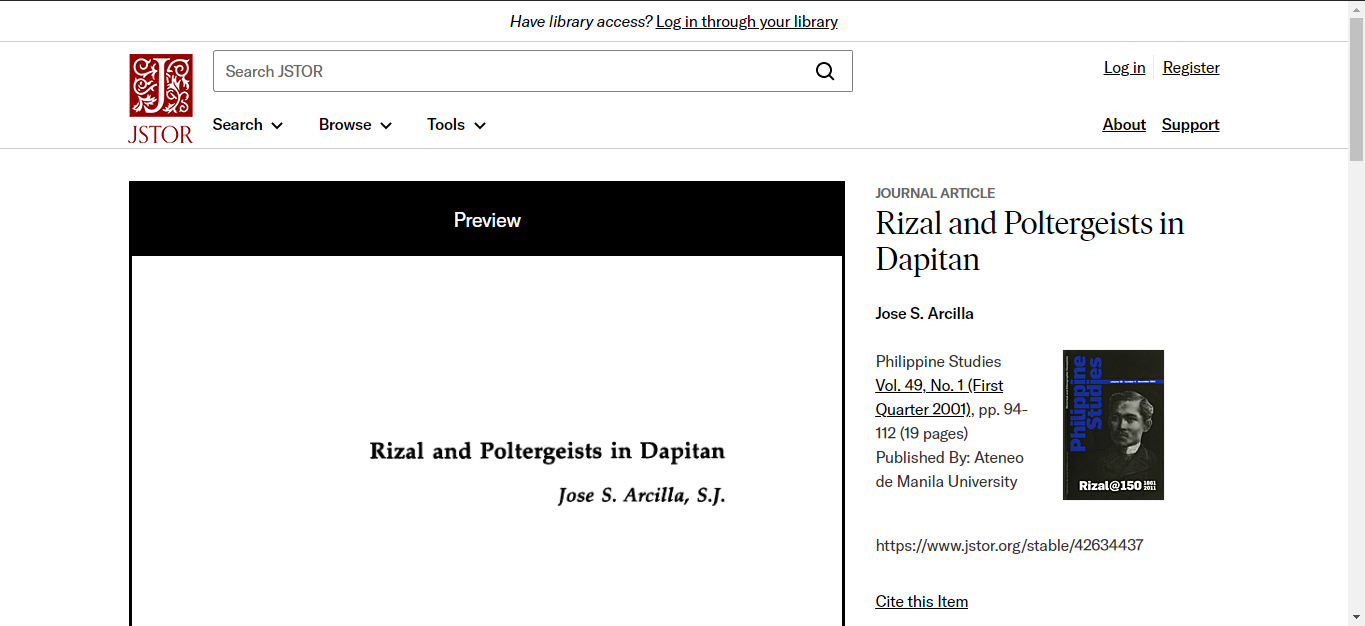 Have library access? Log in through your library
JSTOR
Search JSTOR
Log in
Register
Search
Browse
Tools
About
Support
Preview
Rizal and Poltergeists in Dapitan
Jose S. Arcilla, S.J.
JOURNAL ARTICLE
Rizal and Poltergeists in
Dapitan
Jose S. Arcilla
Philippine Studies
Vol. 49, No. 1 (First
Quarter 2001), pp. 94-
112 (19 pages)
Published By: Ateneo
de Manila University
Philippine
Studies
Rizal@150 1861
2011
https://www.jstor.org/stable/42634437
Cite this Item